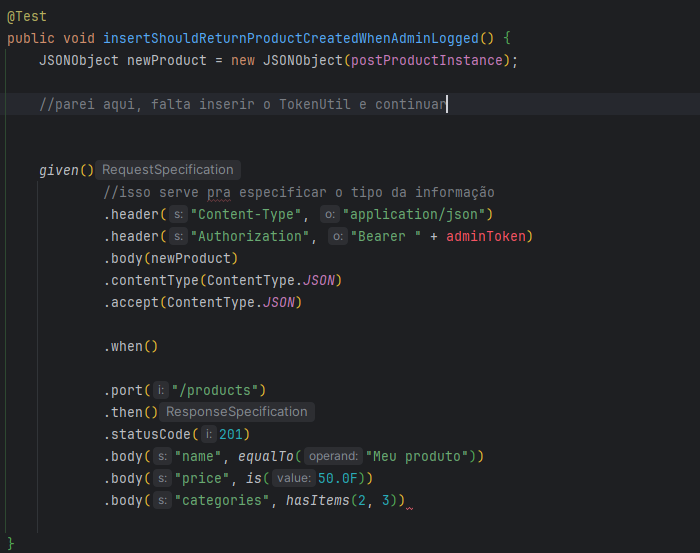 @Test
public void insertShouldReturnProductCreatedWhenAdminLogged() {
JSONObject newProduct = new JSONObject(postProductInstance);
//parei aqui, falta inserir o TokenUtil e continuar
given() RequestSpecification
//isso serve pra especificar o tipo da informação
.header( s: "Content-Type", o: "application/json")
.header( s: "Authorization", o: "Bearer " + adminToken)
.body(newProduct)
.contentType(ContentType.JSON)
.accept(ContentType.JSON)
.when()
.port( i: "/products")
.then() ResponseSpecification
.statusCode( i: 201)
.body( s: "name", equalTo( operand: "Meu produto"))
.body( s: "price", is( value: 50.0F))
.body( s: "categories", hasItems(2, 3))
}